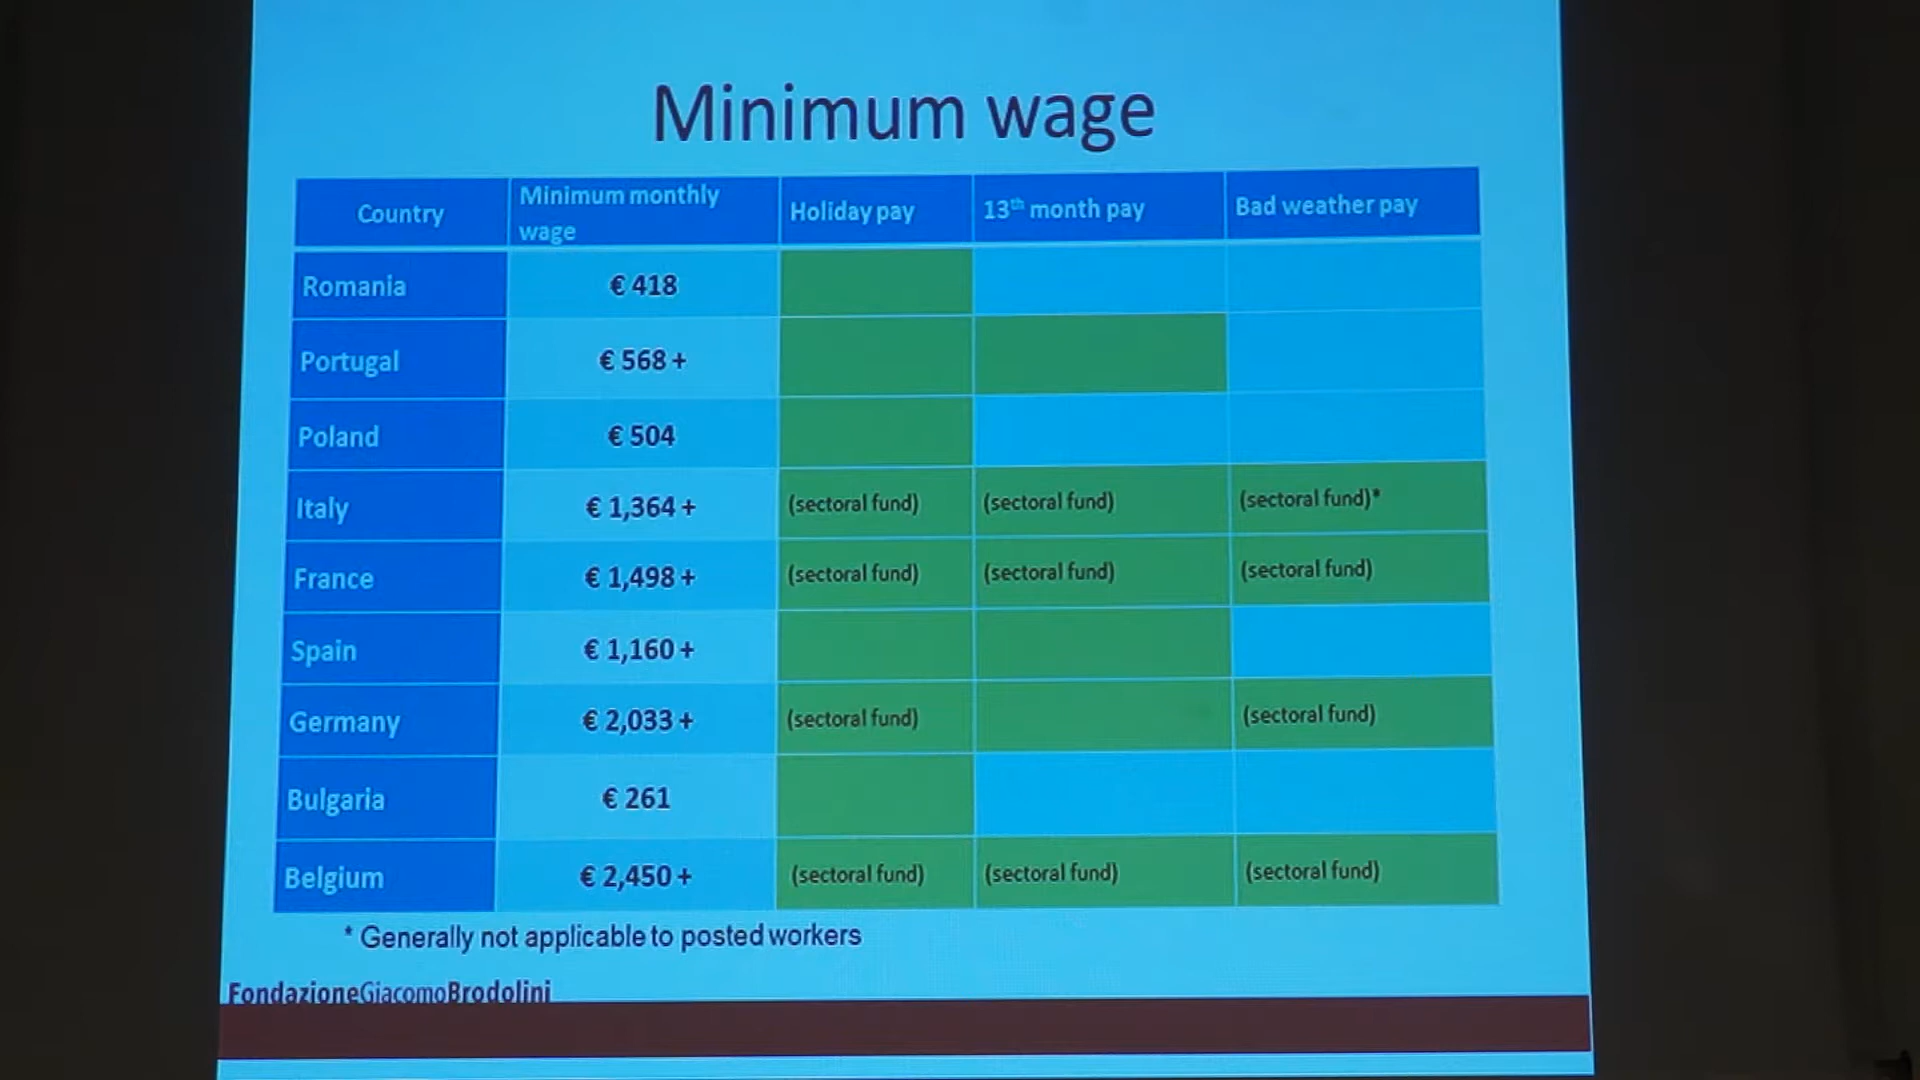 Minimum wage
Country
Minimum monthly
wage
Holiday pay
13th month pay
Bad weather pay
Romania
€ 418
Portugal
€ 568 +
Poland
€ 504
Italy
€ 1,364 +
(sectoral fund)
(sectoral fund)
(sectoral fund)*
France
€ 1,498 +
(sectoral fund)
(sectoral fund)
(sectoral fund)
Spain
€ 1,160 +
Germany
€ 2,033 +
(sectoral fund)
(sectoral fund)
Bulgaria
€ 261
Belgium
€ 2,450 +
(sectoral fund)
(sectoral fund)
(sectoral fund)
* Generally not applicable to posted workers
FondazioneGiacomoBrodolini